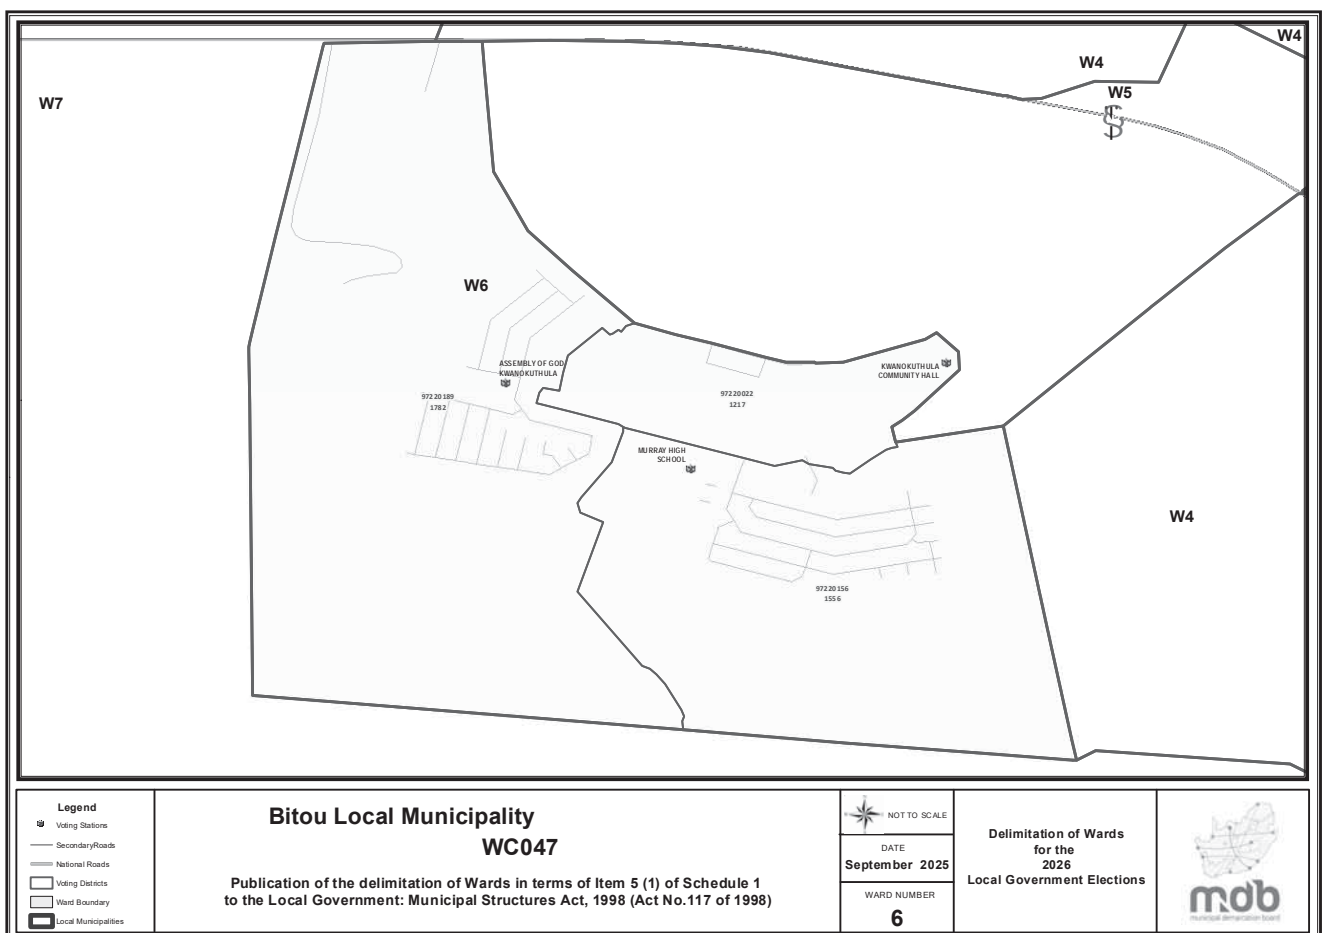 W4
W4
W7
W5
W6
ASSEMBLY OF GOD
KWANOKUTHULA
KWANOKUTHULA
COMMUNITY HALL
97220189
1782
97220022
1217
MURRAY HIGH
SCHOOL
W4
97220156
1556
Legend
Voting Stations
SecondaryRoads
National Roads
Voting Districts
Ward Boundary
Local Municipalities
Bitou Local Municipality
WC047
Publication of the delimitation of Wards in terms of Item 5 (1) of Schedule 1
to the Local Government: Municipal Structures Act, 1998 (Act No.117 of 1998)
NOT TO SCALE
DATE
September 2025
WARD NUMBER
6
Delimitation of Wards
for the
2026
Local Government Elections
mdb
municipal demarcation board